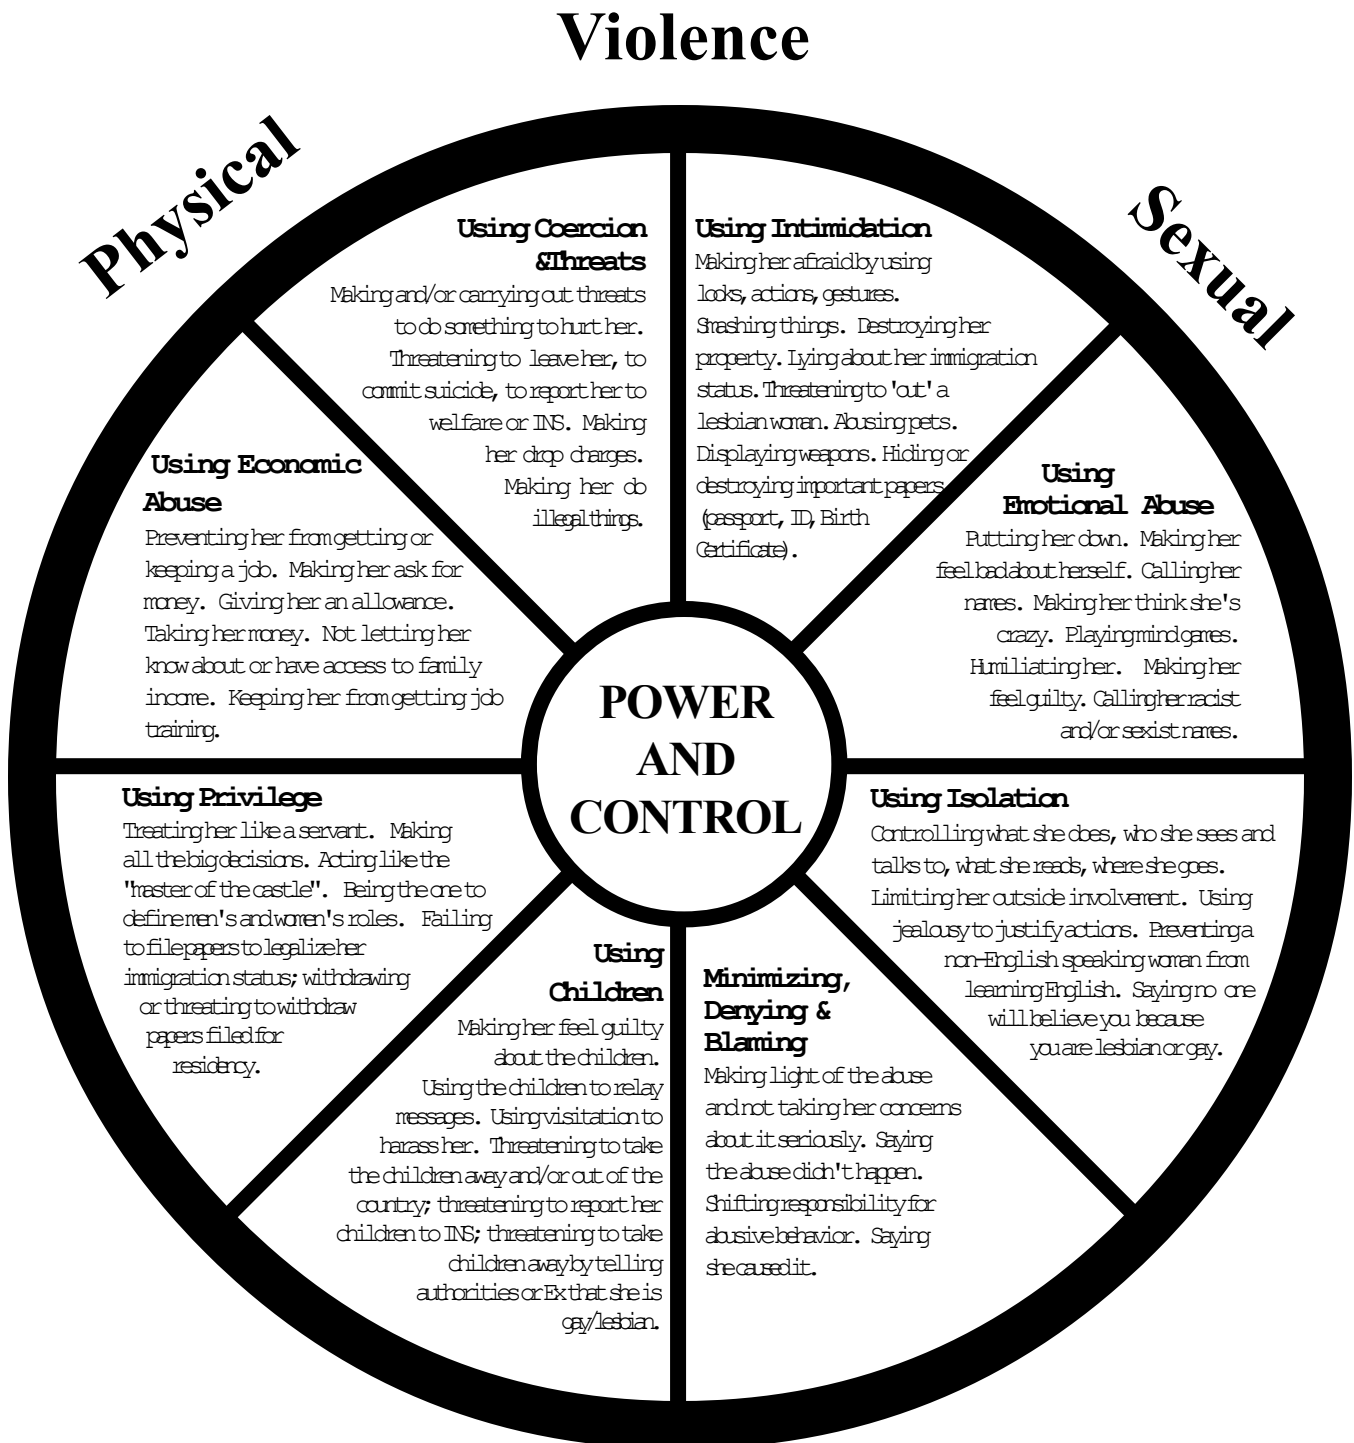 Violence
Physical
Sexual
Using Coercion
&Threats
Making and/or carrying out threats
to do something to hurt her.
Threatening to leave her, to
commit suicide, to report her to
welfare or INS. Making
her drop charges.
Making her do
illegal things.
Using Intimidation
Making her afraid by using
looks, actions, gestures.
Smashing things. Destroying her
property. Lying about her immigration
status. Threatening to 'out' a
lesbian woman. Abusing pets.
Displaying weapons. Hiding or
destroying important papers
(passport, ID, Birth
Certificate).
Using Economic
Abuse
Preventing her from getting or
keeping a job. Making her ask for
money. Giving her an allowance.
Taking her money. Not letting her
know about or have access to family
income. Keeping her from getting job
training.
Using
Emotional Abuse
Putting her down. Making her
feel bad about herself. Calling her
names. Making her think she's
crazy. Playing mind games.
Humiliating her. Making her
feel guilty. Calling her racist
and/or sexist names.
POWER
AND
CONTROL
Using Privilege
Treating her like a servant. Making
all the big decisions. Acting like the
"master of the castle". Being the one to
define men's and women's roles. Failing
to file papers to legalize her
immigration status; withdrawing
or threating to withdraw
papers filed for
residency.
Using Isolation
Controlling what she does, who she sees and
talks to, what she reads, where she goes.
Limiting her outside involvement. Using
jealousy to justify actions. Preventing a
non-English speaking woman from
learning English. Saying no one
will believe you because
you are lesbian or gay.
Using
Children
Making her feel guilty
about the children.
Using the children to relay
messages. Using visitation to
harass her. Threatening to take
the children away and/or out of the
country; threatening to report her
children to INS; threatening to take
children away by telling
authorities or Ex that she is
gay/lesbian.
Minimizing,
Denying &
Blaming
Making light of the abuse
and not taking her concerns
about it seriously. Saying
the abuse didn't happen.
Shifting responsibility for
abusive behavior. Saying
she caused it.